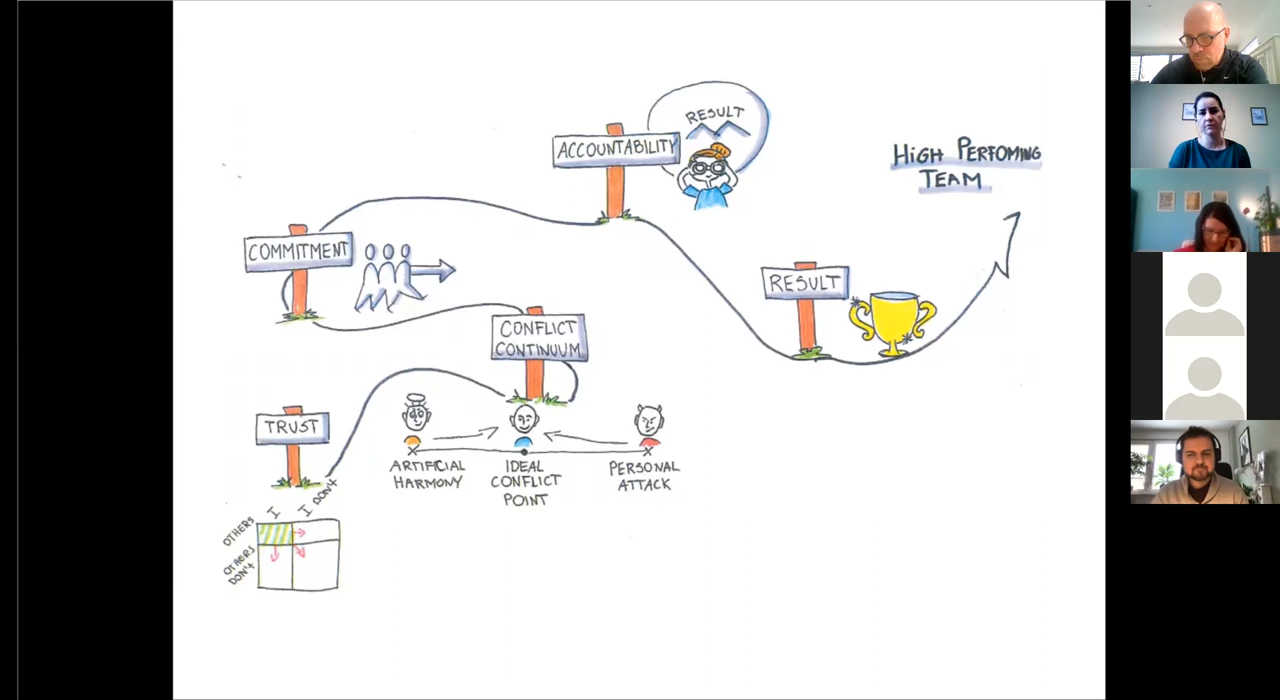 RESULT
ACCOUNTABILITY
HIGH PERFOMING
TEAM
COMMITMENT
RESULT
CONFLICT
CONTINUUM
TRUST
ARTIFICIAL
HARMONY
IDEAL
CONFLICT
POINT
PERSONAL
ATTACK
I
I DON'T
OTHERS
OTHERS
DON'T